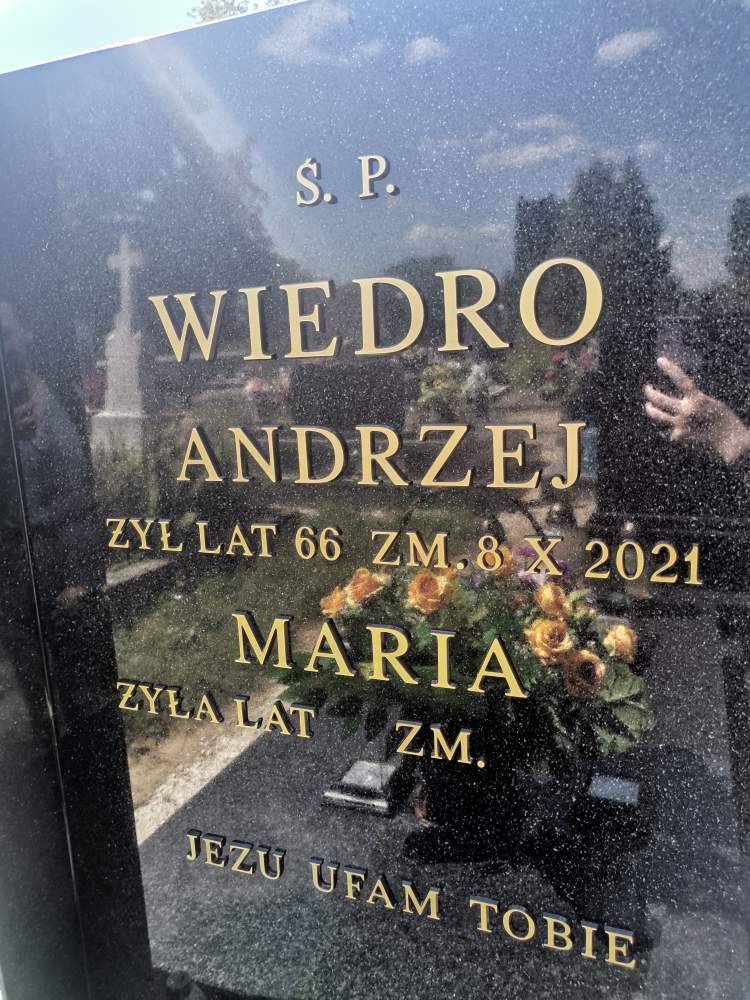 Ś. P.
WIEDRO
ANDRZEJ
ŻYŁ LAT 66 ZM. 8 X 2021
MARIA
ŻYŁA LAT ZM.
JEZU UFAM TOBIE